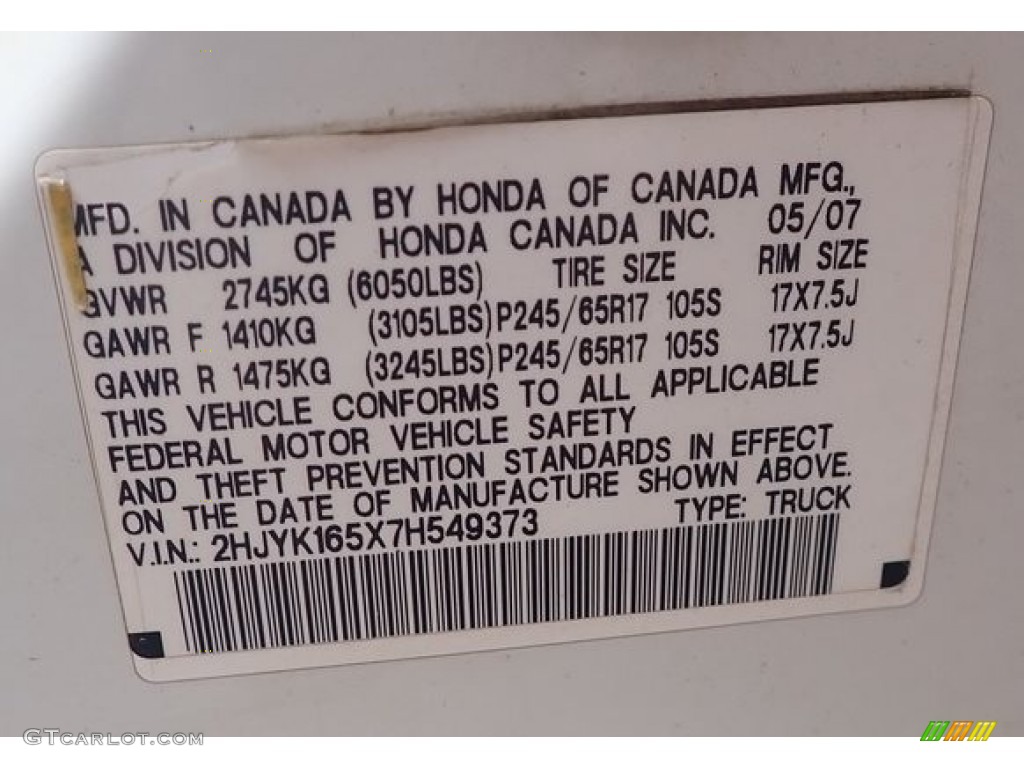 MFD. IN CANADA BY HONDA OF CANADA MFG.,
A DIVISION OF HONDA CANADA INC. 05/07
GVWR 2745KG (6050LBS) TIRE SIZE RIM SIZE
GAWR F 1410KG (3105LBS) P245/65R17 105S 17X7.5J
GAWR R 1475KG (3245LBS) P245/65R17 105S 17X7.5J
THIS VEHICLE CONFORMS TO ALL APPLICABLE
FEDERAL MOTOR VEHICLE SAFETY
AND THEFT PREVENTION STANDARDS IN EFFECT
ON THE DATE OF MANUFACTURE SHOWN ABOVE.
V.I.N.: 2HJYK165X7H549373 TYPE: TRUCK
GTCARLOT.COM